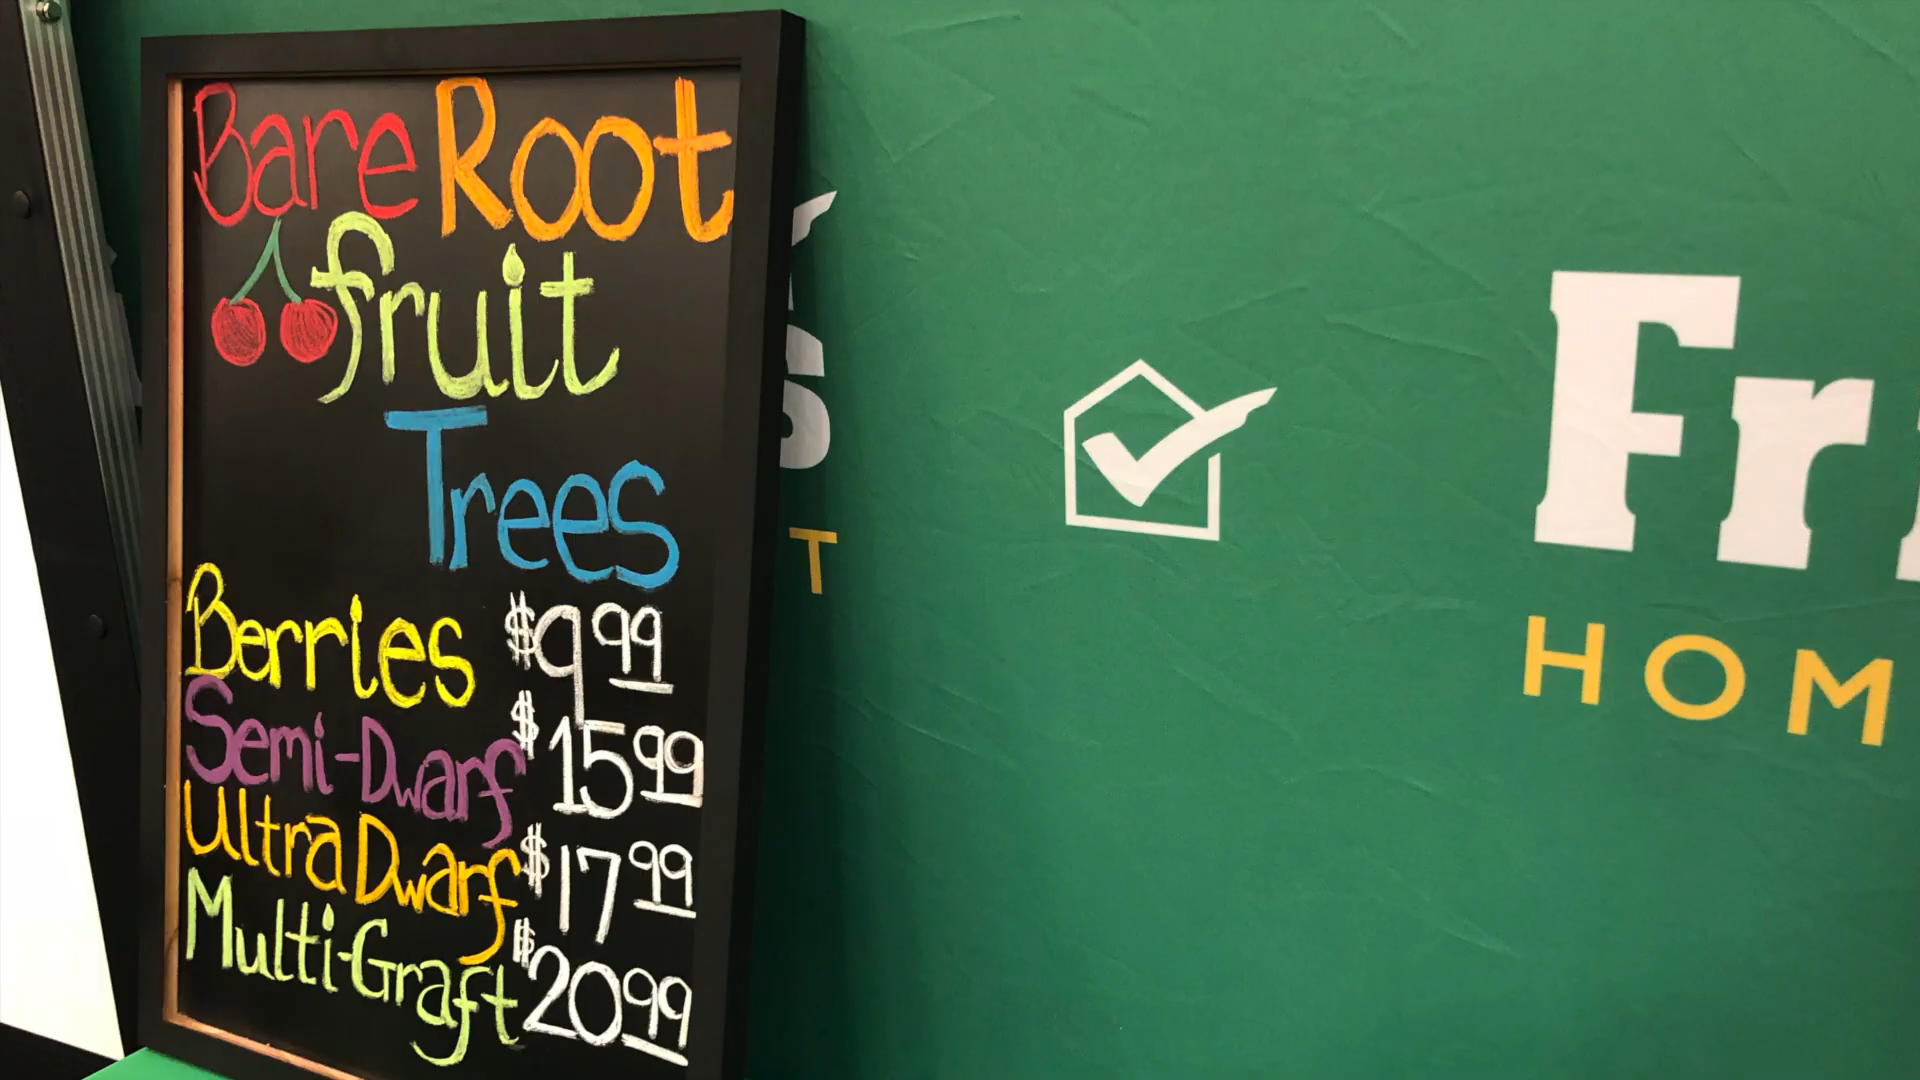 Bare Root
fruit
Trees
Berries $9.99
Semi-Dwarf $15.99
Ultra Dwarf $17.99
Multi-Graft $20.99
HOM